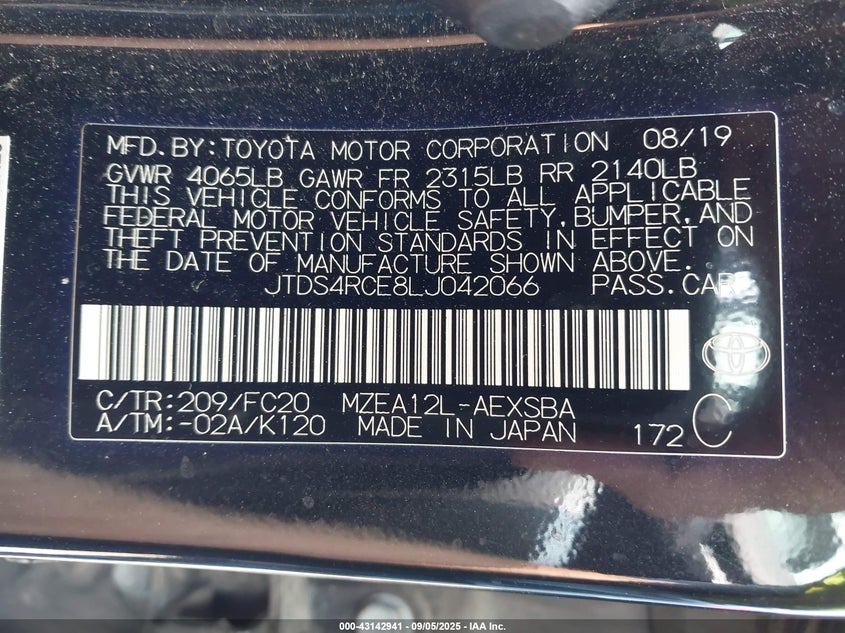 MFD.BY:TOYOTA MOTOR CORPORATION 08/19
GVWR 4065LB GAWR FR 2315LB RR 2140LB
THIS VEHICLE CONFORMS TO ALL APPLICABLE
FEDERAL MOTOR VEHICLE SAFETY,BUMPER,AND
THEFT PREVENTION STANDARDS IN EFFECT ON
THE DATE OF MANUFACTURE SHOWN ABOVE.
JTDS4RCE8LJ042066 PASS.CAR
C/TR:209/FC20 MZEA12L-AEXSBA
A/TM:-02A/K120 MADE IN JAPAN 172 C
000-43142941 - 09/05/2025 - IAA Inc.